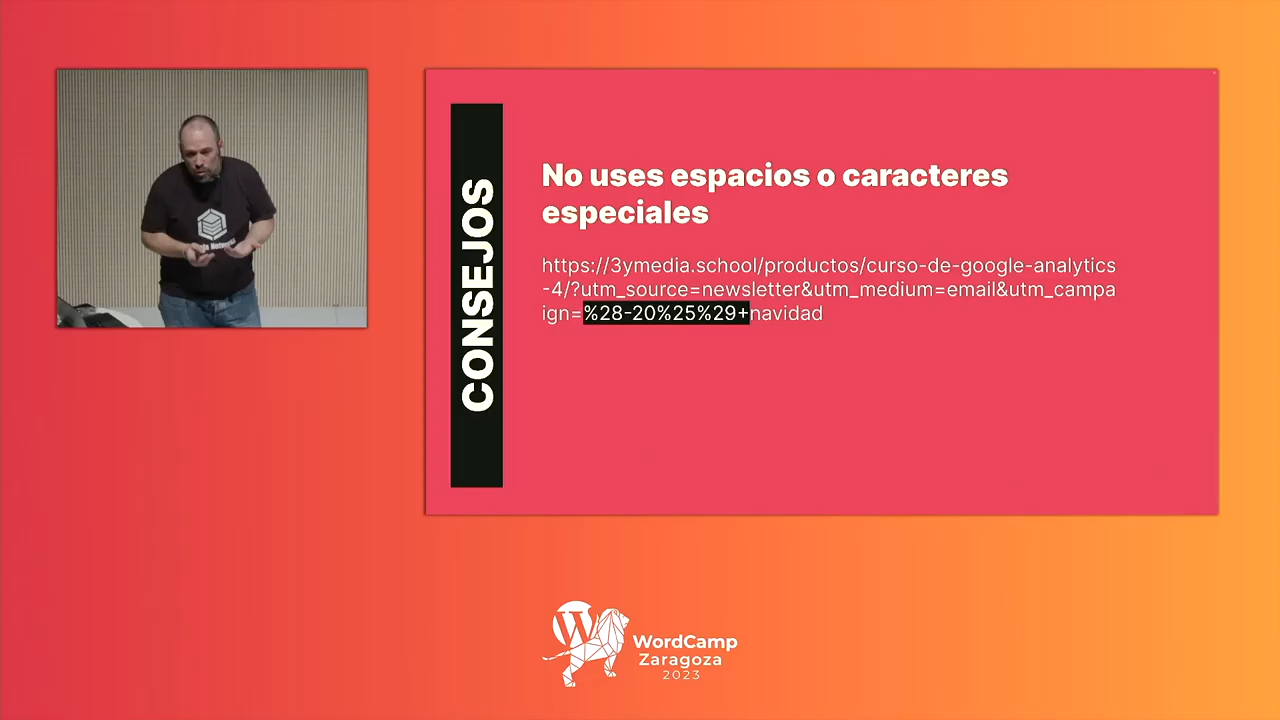 CONSEJOS
No uses espacios o caracteres
especiales
https://3ymedia.school/productos/curso-de-google-analytics
-4/?utm_source=newsletter&utm_medium=email&utm_campa
ign=%28-20%25%29+navidad
WordCamp
Zaragoza
2023